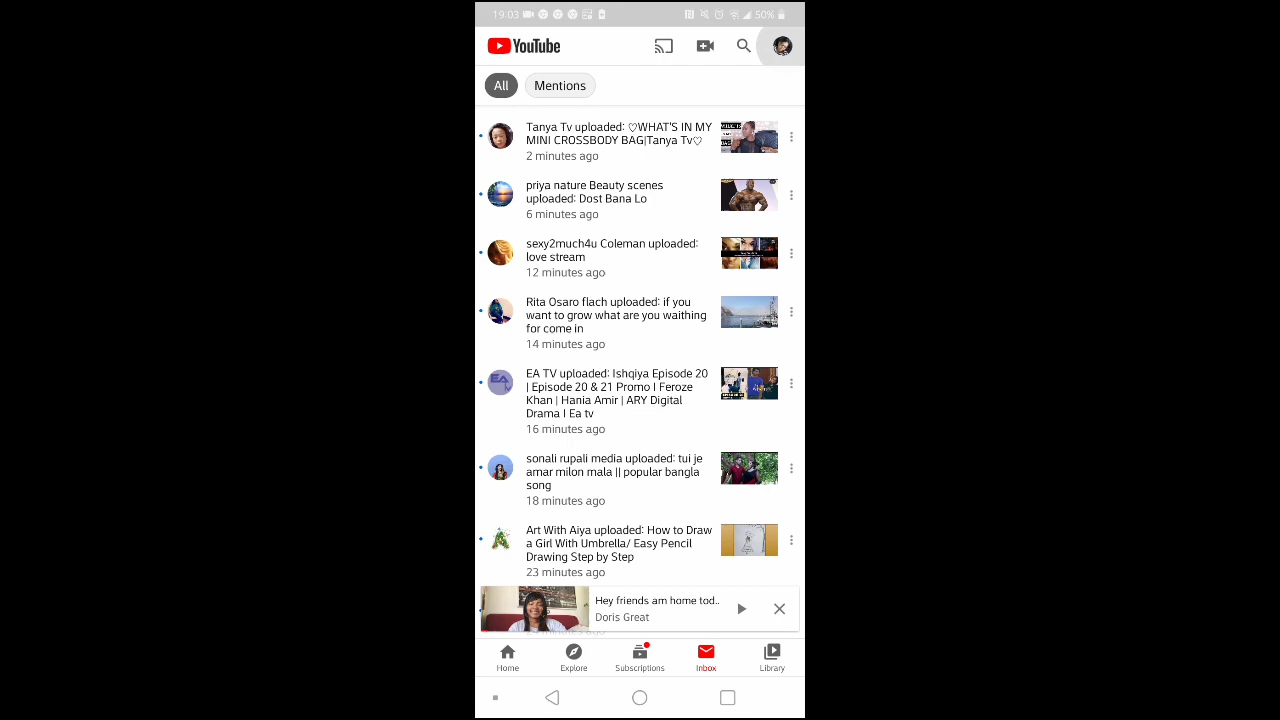 19.03
50%
YouTube
All
Mentions
Tanya Tv uploaded: ♡WHAT'S IN MY
MINI CROSSBODY BAG|Tanya Tv♡
2 minutes ago
priya nature Beauty scenes
uploaded: Dost Bana Lo
6 minutes ago
sexy2much4u Coleman uploaded:
love stream
12 minutes ago
Rita Osaro flach uploaded: if you
want to grow what are you waithing
for come in
14 minutes ago
EA TV uploaded: Ishqiya Episode 20
| Episode 20 & 21 Promo I Feroze
Khan | Hania Amir | ARY Digital
Drama I Ea tv
16 minutes ago
sonali rupali media uploaded: tui je
amar milon mala || popular bangla
song
18 minutes ago
Art With Aiya uploaded: How to Draw
a Girl With Umbrella/ Easy Pencil
Drawing Step by Step
23 minutes ago
Hey friends am home tod..
Doris Great
Home
Explore
Subscriptions
Inbox
Library